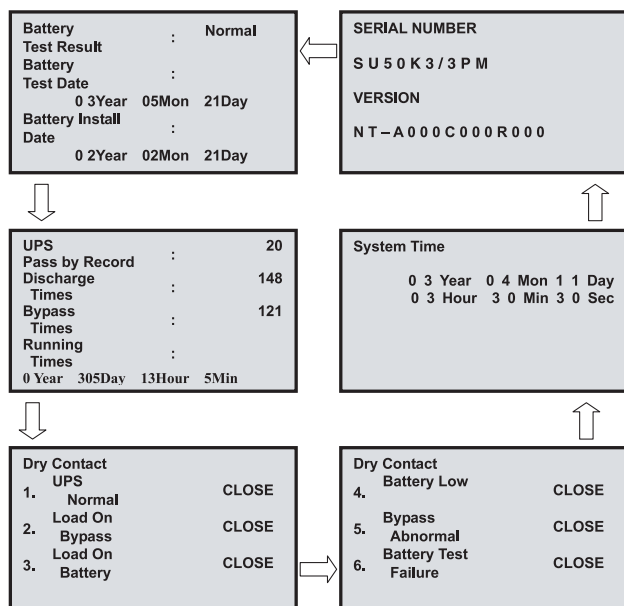 Battery : Normal
Test Result
Battery :
Test Date
0 3Year 05Mon 21Day
Battery Install :
Date
0 2Year 02Mon 21Day
SERIAL NUMBER
S U 5 0 K 3 / 3 P M
VERSION
N T – A 0 0 0 C 0 0 0 R 0 0 0
UPS : 20
Pass by Record
Discharge : 148
Times
Bypass : 121
Times
Running :
Times
0 Year 305Day 13Hour 5Min
System Time
0 3 Year 0 4 Mon 1 1 Day
0 3 Hour 3 0 Min 3 0 Sec
Dry Contact
1. UPS Normal CLOSE
2. Load On Bypass CLOSE
3. Load On Battery CLOSE
Dry Contact
4. Battery Low CLOSE
5. Bypass Abnormal CLOSE
6. Battery Test Failure CLOSE